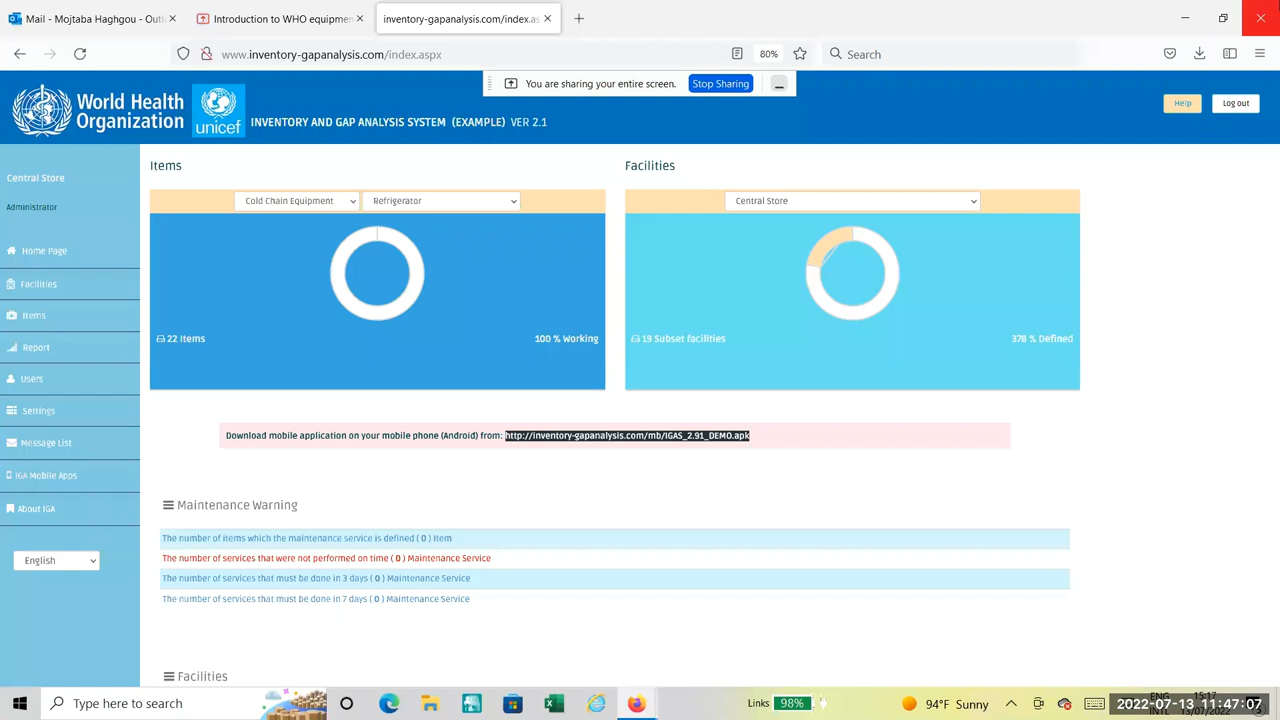 Mail - Mojtaba Haghgou - Outl
Introduction to WHO equipmen
inventory-gapanalysis.com/index.as
www.inventory-gapanalysis.com/index.aspx
80%
Search
You are sharing your entire screen.
Stop Sharing
World Health
Organization
unicef
INVENTORY AND GAP ANALYSIS SYSTEM (EXAMPLE) VER 2.1
Help
Log out
Central Store
Administrator
Home Page
Facilities
Items
Report
Users
Settings
Message List
IGA Mobile Apps
About IGA
English
Items
Cold Chain Equipment
Refrigerator
22 Items
100 % Working
Facilities
Central Store
19 Subset facilities
378 % Defined
Download mobile application on your mobile phone (Android) from: http://inventory-gapanalysis.com/mb/IGAS_2.91_DEMO.apk
Maintenance Warning
The number of items which the maintenance service is defined ( 0 ) Item
The number of services that were not performed on time ( 0 ) Maintenance Service
The number of services that must be done in 3 days ( 0 ) Maintenance Service
The number of services that must be done in 7 days ( 0 ) Maintenance Service
Facilities
Type here to search
Links
98%
94°F Sunny
ENG
INTL
15:17
13/07/2022
2022-07-13 11:47:07